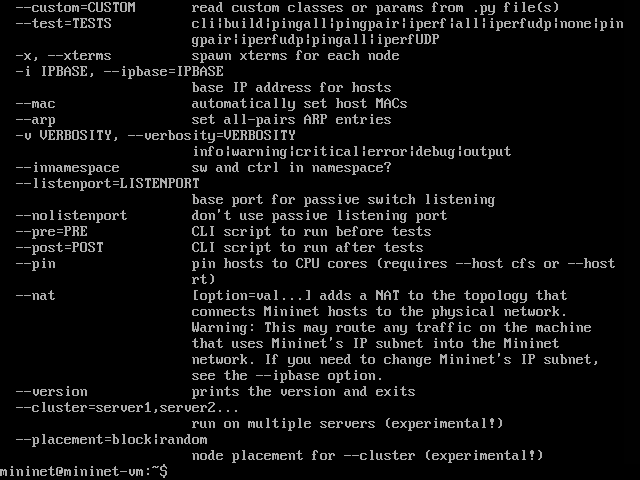 --custom=CUSTOM read custom classes or params from .py file(s)
--test=TESTS cli|build|pingall|pingpair|iperf|all|iperfudp|none|pin
gpair|iperfudp|pingall|iperfUDP
-x, --xterms spawn xterms for each node
-i IPBASE, --ipbase=IPBASE
base IP address for hosts
--mac automatically set host MACs
--arp set all-pairs ARP entries
-v VERBOSITY, --verbosity=VERBOSITY
info|warning|critical|error|debug|output
--innamespace sw and ctrl in namespace?
--listenport=LISTENPORT
base port for passive switch listening
--nolistenport don't use passive listening port
--pre=PRE CLI script to run before tests
--post=POST CLI script to run after tests
--pin pin hosts to CPU cores (requires --host cfs or --host
rt)
--nat [option=val...] adds a NAT to the topology that
connects Mininet hosts to the physical network.
Warning: This may route any traffic on the machine
that uses Mininet's IP subnet into the Mininet
network. If you need to change Mininet's IP subnet,
see the --ipbase option.
--version prints the version and exits
--cluster=server1,server2...
run on multiple servers (experimental!)
--placement=block|random
node placement for --cluster (experimental!)
mininet@mininet-vm:~$